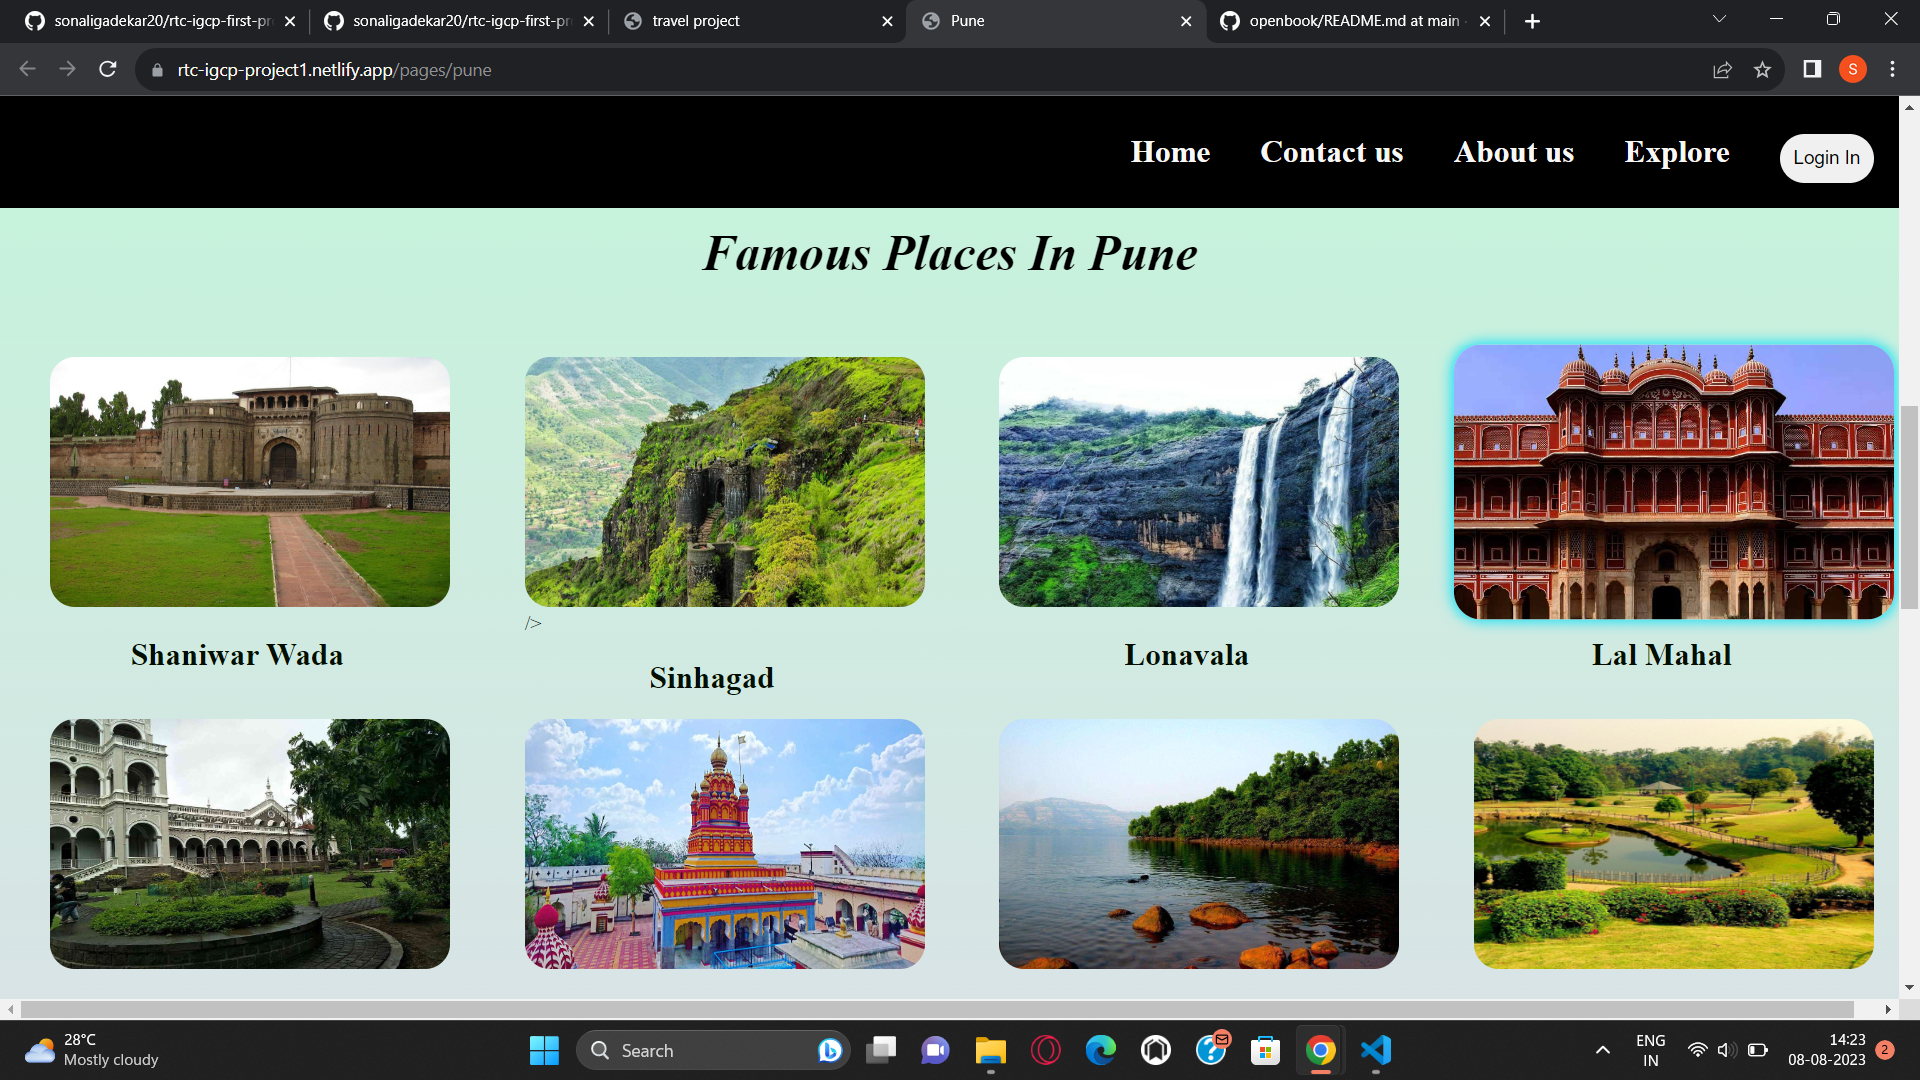 sonaligadekar20/rtc-igcp-first-pr
sonaligadekar20/rtc-igcp-first-pr
travel project
Pune
openbook/README.md at main
rtc-igcp-project1.netlify.app/pages/pune
S
Home
Contact us
About us
Explore
Login In
Famous Places In Pune
/>
Shaniwar Wada
Sinhagad
Lonavala
Lal Mahal
28°C
Mostly cloudy
Search
ENG
IN
14:23
08-08-2023
2